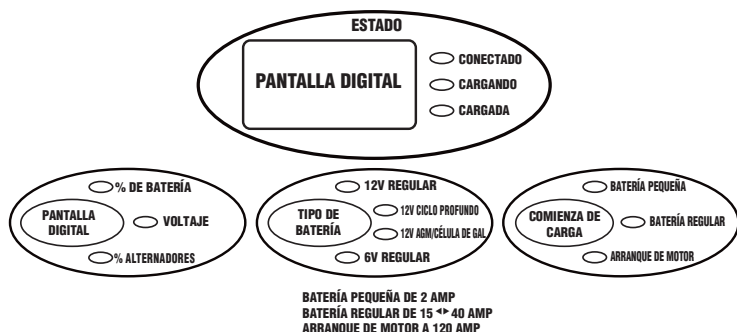 ESTADO
PANTALLA DIGITAL
CONECTADO
CARGANDO
CARGADA
% DE BATERÍA
PANTALLA
DIGITAL
VOLTAJE
% ALTERNADORES
12V REGULAR
TIPO DE
BATERÍA
12V CICLO PROFUNDO
12V AGM/CÉLULA DE GAL
6V REGULAR
BATERÍA PEQUEÑA
COMIENZA DE
CARGA
BATERÍA REGULAR
ARRANQUE DE MOTOR
BATERÍA PEQUEÑA DE 2 AMP
BATERÍA REGULAR DE 15 ◄► 40 AMP
ARRANQUE DE MOTOR A 120 AMP